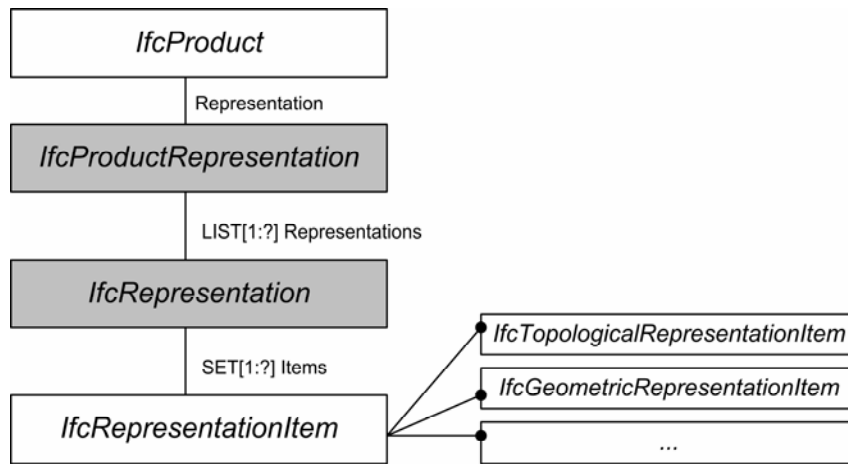 IfcProduct
Representation
IfcProductRepresentation
LIST[1:?] Representations
IfcRepresentation
SET[1:?] Items
IfcRepresentationItem
IfcTopologicalRepresentationItem
IfcGeometricRepresentationItem
...